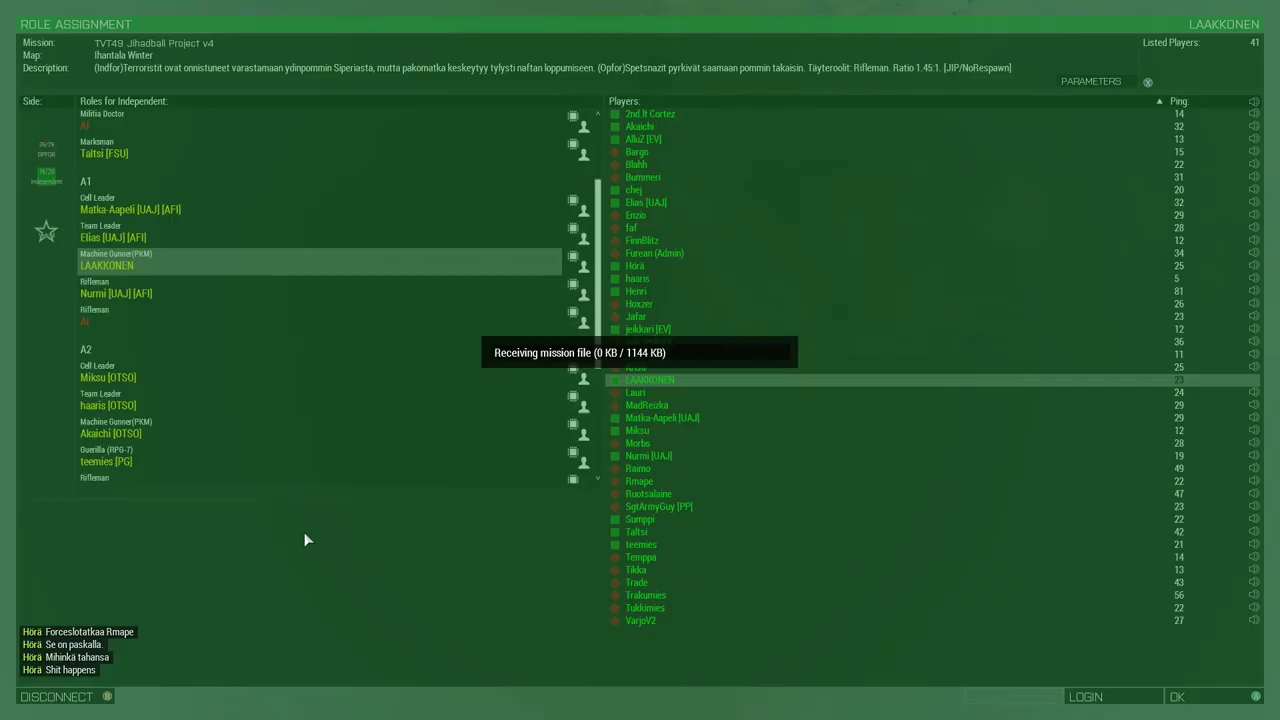 ROLE ASSIGNMENT
LAAKKONEN
Mission: TVT49 Jihadball Project v4
Listed Players: 41
Map: Ihantala Winter
Description: (Indfor)Terroristit ovat onnistuneet varastamaan ydinpommin Siperiasta, mutta pakomatka keskeytyy tylysti naftan loppumiseen. (Opfor)Spetsnazit pyrkivät saamaan pommin takaisin. Täyteroolit: Rifleman. Ratio 1.45:1. [JIP/NoRespawn]
PARAMETERS
Side:
OPFOR
Independent
Roles for Independent:
Militia Doctor
AI
Marksman
Taltsi [FSU]
A1
Cell Leader
Matka-Aapeli [UAJ] [AFI]
Team Leader
Elias [UAJ] [AFI]
Machine Gunner(PKM)
LAAKKONEN
Rifleman
Nurmi [UAJ] [AFI]
Rifleman
AI
A2
Cell Leader
Miksu [OTSO]
Team Leader
haaris [OTSO]
Machine Gunner(PKM)
Akaichi [OTSO]
Guerilla (RPG-7)
teemies [PG]
Rifleman
Players: Ping:
2nd.lt Cortez 14
Akaichi 32
AlluZ [EV] 13
Bargo 15
Blahh 22
Bummeri 31
chej 20
Elias [UAJ] 32
Enzio 29
faf 28
FinnBlitz 12
Furean (Admin) 34
Hörä 25
haaris 5
Henri 81
Hoxzer 26
Jafar 23
jeikkari [EV] 12
36
11
25
LAAKKONEN 23
Lauri 24
MadReizka 29
Matka-Aapeli [UAJ] 29
Miksu 12
Morbs 28
Nurmi [UAJ] 19
Raimo 49
Rmape 22
Ruotsalaine 47
SgtArmyGuy [PP] 23
Sumppi 22
Taltsi 42
teemies 21
Temppa 14
Tikka 13
Trade 43
Trakumies 56
Tukkimies 22
VarjoV2 27
Receiving mission file (0 KB / 1144 KB)
Hörä Forceslotatkaa Rmape
Hörä Se on paskalla.
Hörä Mihinkä tahansa
Hörä Shit happens
DISCONNECT B
LOGIN
OK A